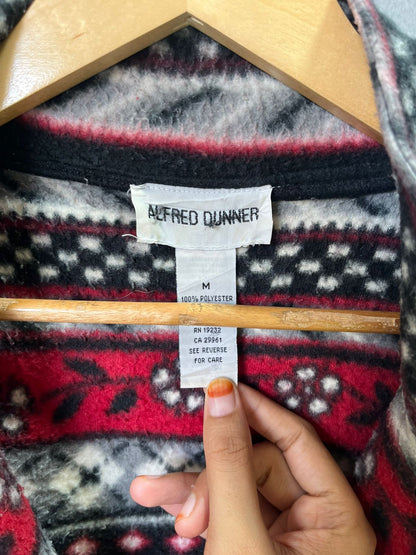 ALFRED DUNNER
M
100% POLYESTER
RN 19232
CA 29961
SEE REVERSE
FOR CARE